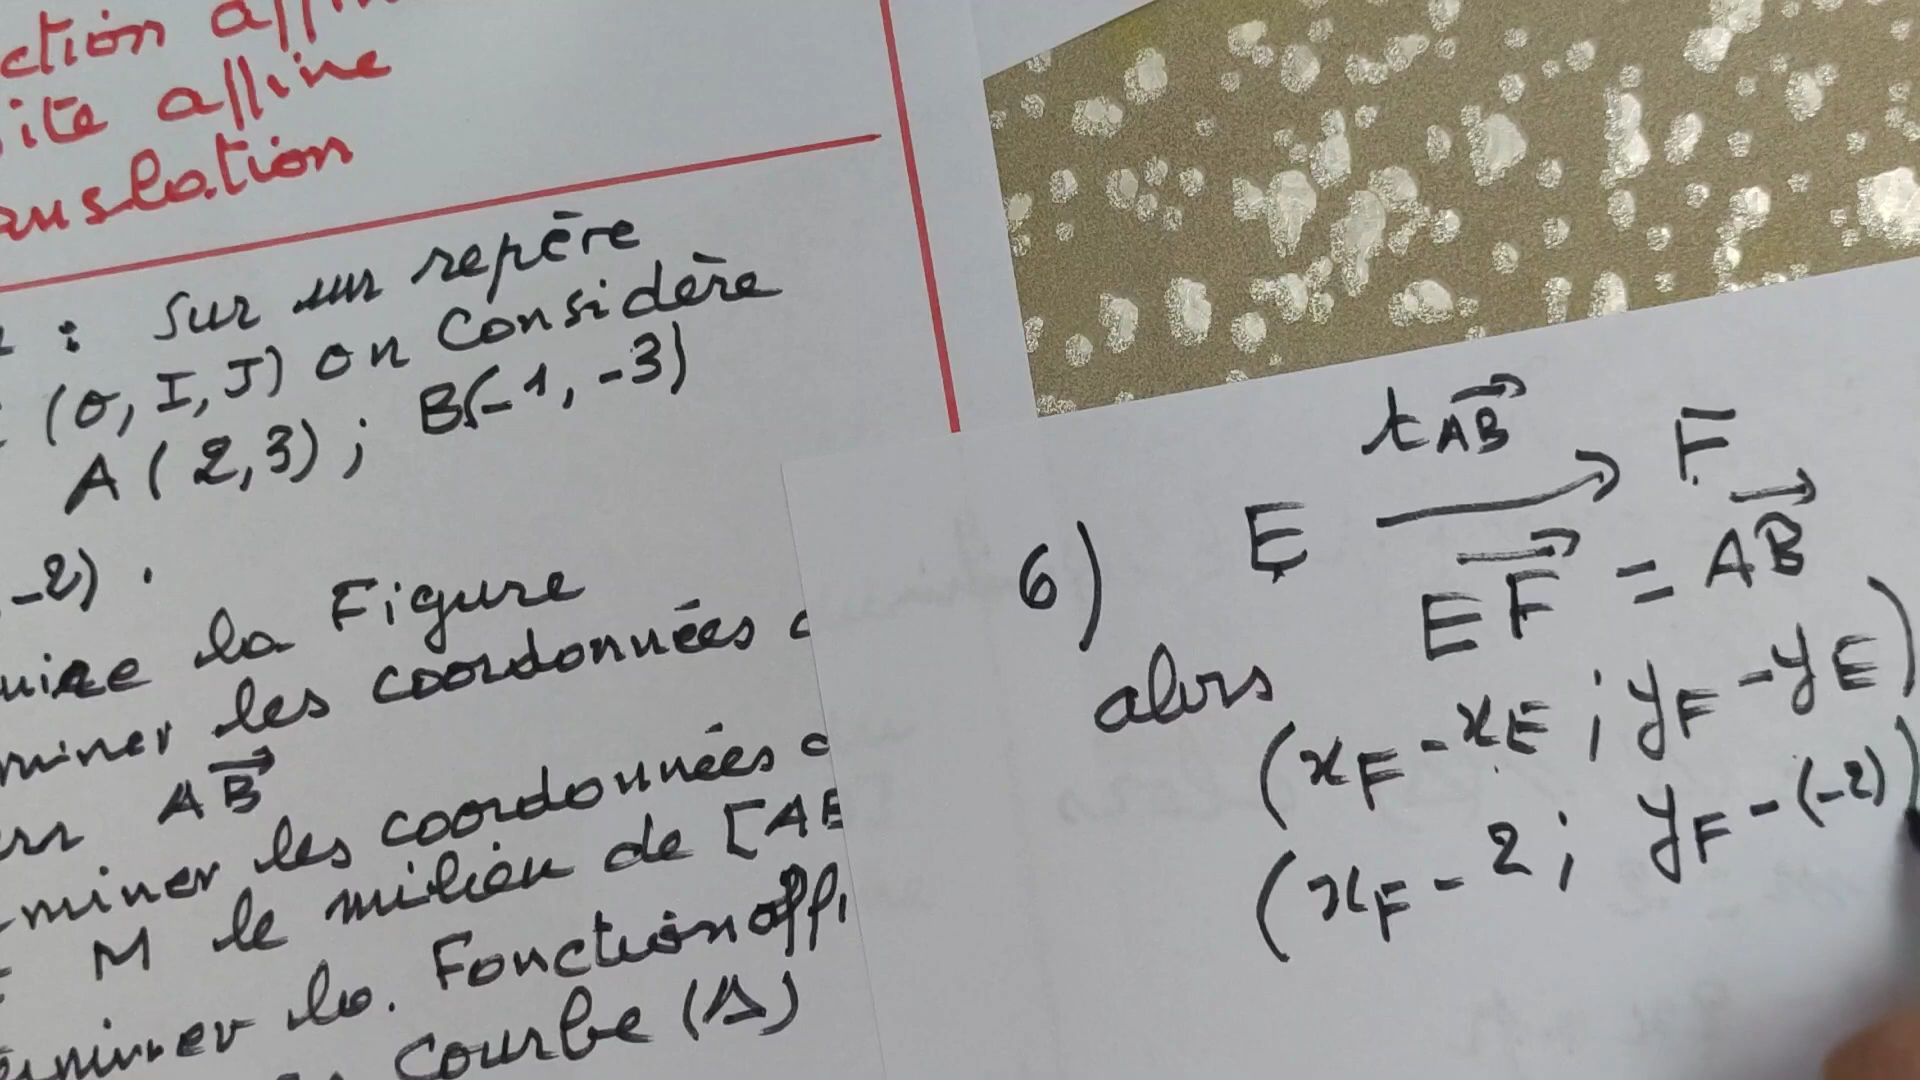 ction aff
ite affine
anslation
: Sur un repère
(O, I, J) on considère
A(2,3) ; B(-1, -3)
-2) .
uire la Figure
miner les coordonnées
AB
miner les coordonnées
M le milieu de [AB
miner la Fonction affi
courbe (Δ)
t AB
E → F
6) EF = AB
alors
(xF - xE ; yF - yE)
(xF - 2 ; yF - (-2))